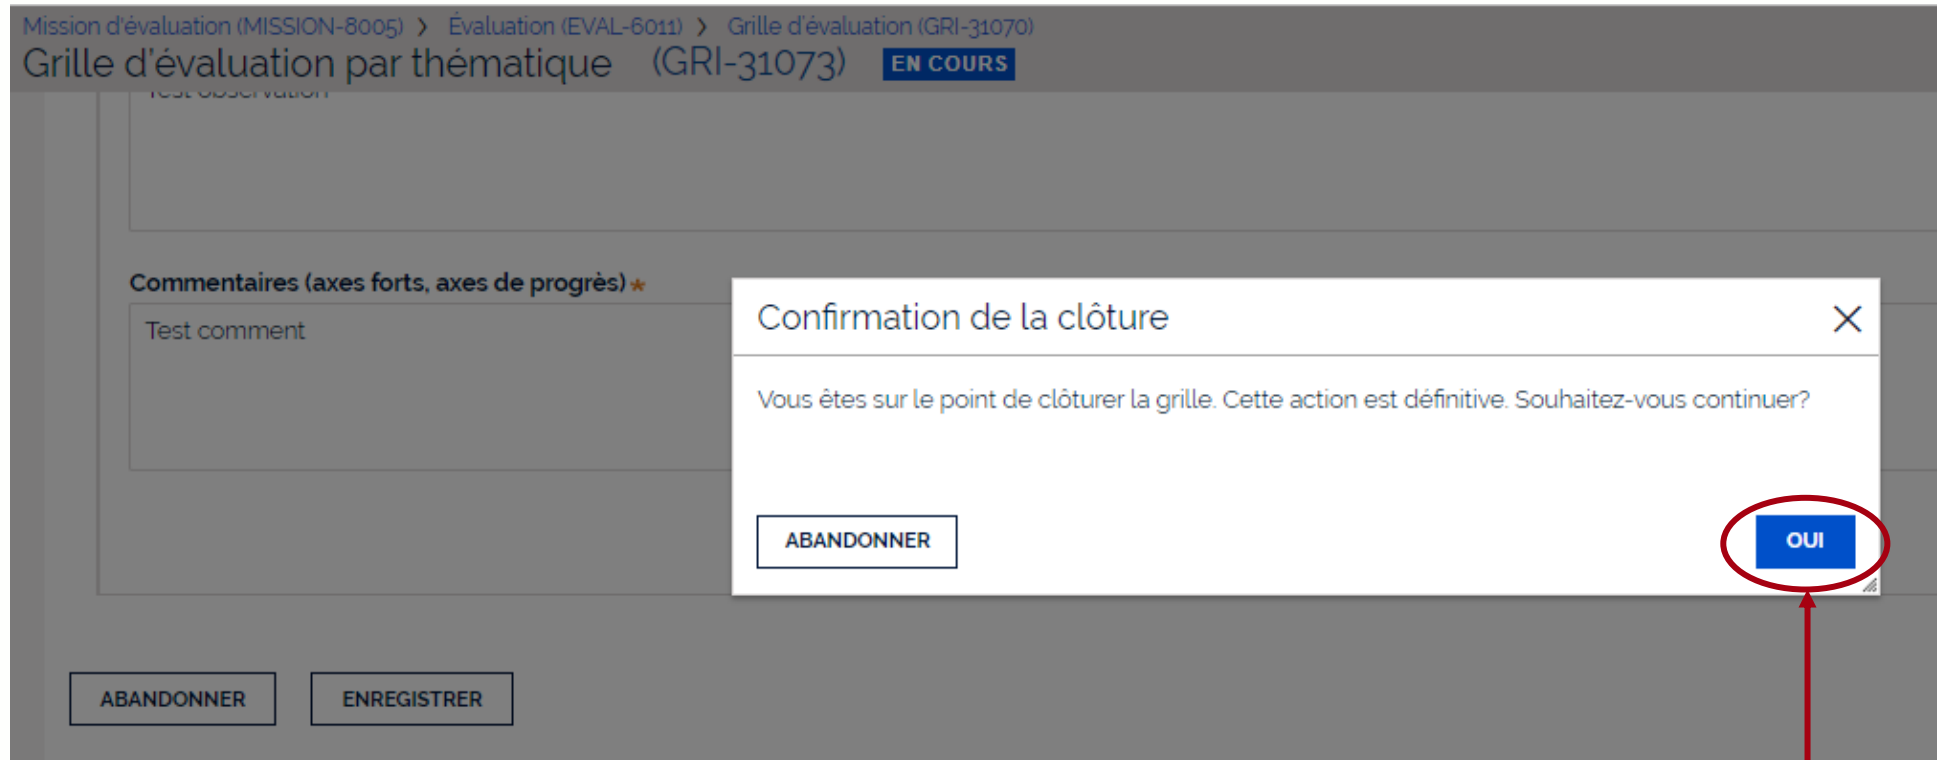 Mission d'évaluation (MISSION-8005) ❯ Évaluation (EVAL-6011) ❯ Grille d'évaluation (GRI-31070)
Grille d'évaluation par thématique (GRI-31073) EN COURS
Test observation
Commentaires (axes forts, axes de progrès) *
Test comment
Confirmation de la clôture
Vous êtes sur le point de clôturer la grille. Cette action est définitive. Souhaitez-vous continuer?
ABANDONNER OUI
ABANDONNER ENREGISTRER